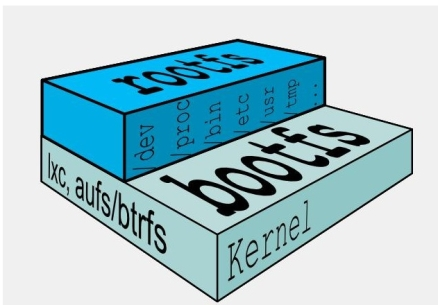 rootfs
/dev
/proc
/bin
/etc
/usr
/tmp
...
bootfs
lxc, aufs/btrfs
Kernel